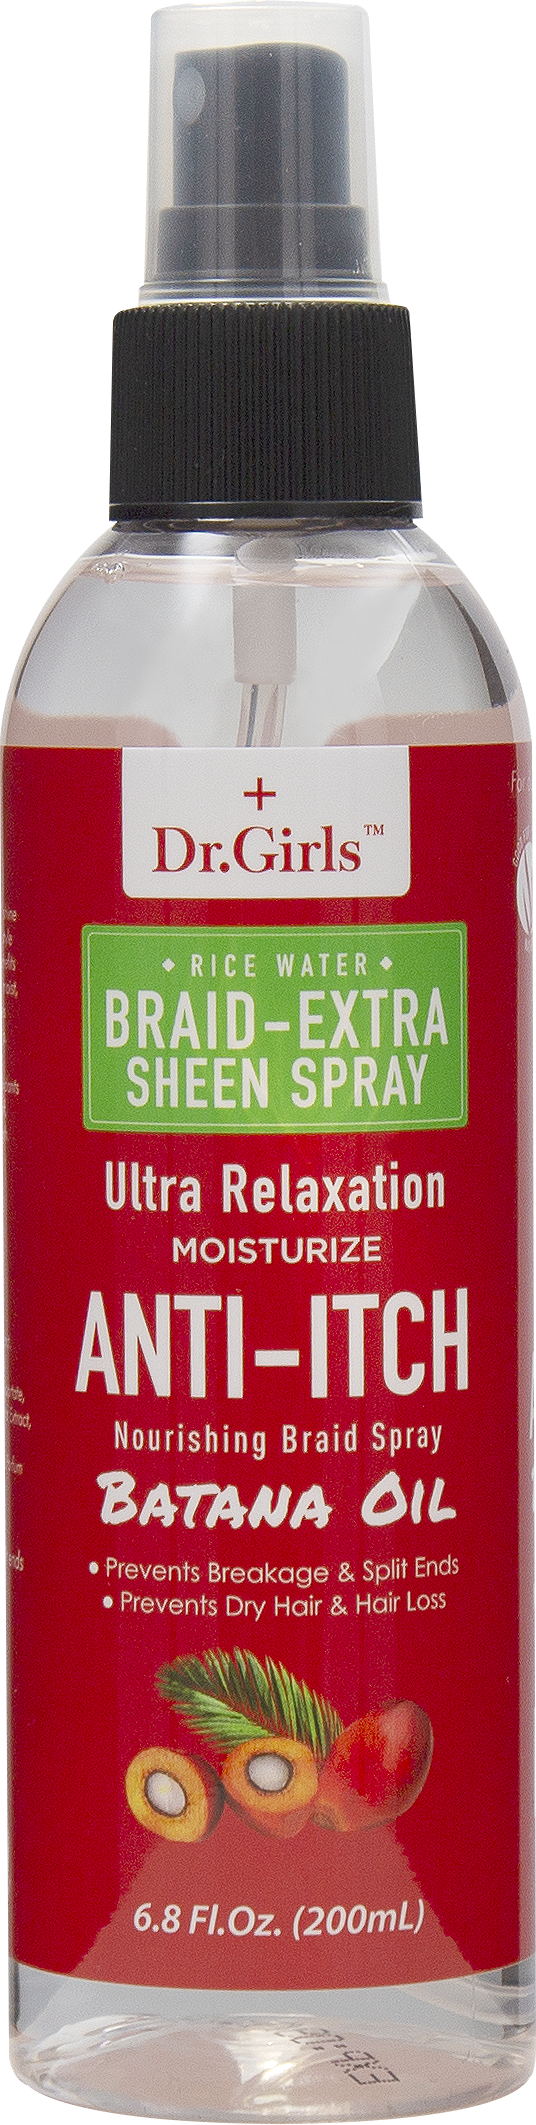 +
Dr.Girls™
• RICE WATER •
BRAID-EXTRA
SHEEN SPRAY
Ultra Relaxation
MOISTURIZE
ANTI-ITCH
Nourishing Braid Spray
BATANA OIL
• Prevents Breakage & Split Ends
• Prevents Dry Hair & Hair Loss
6.8 Fl.Oz. (200mL)